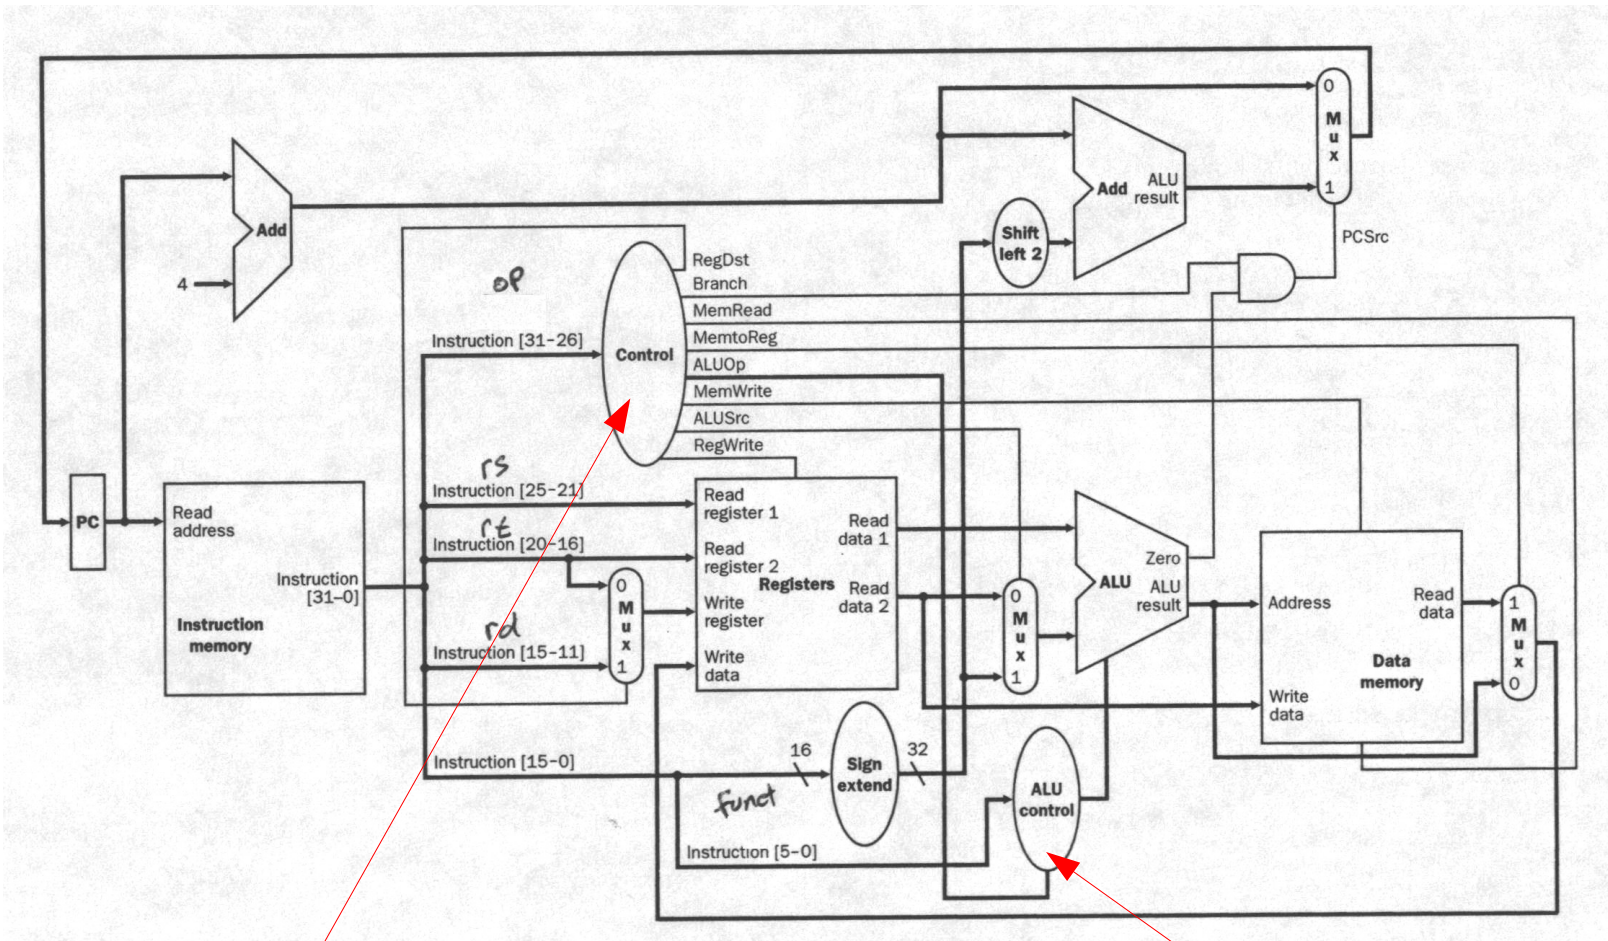 0
M
u
x
1
Add
ALU
result
Shift
left 2
PCSrc
Add
4
RegDst
Branch
MemRead
MemtoReg
ALUOp
MemWrite
ALUSrc
RegWrite
op
Instruction [31–26]
Control
rs
Instruction [25–21]
rt
Instruction [20–16]
rd
Instruction [15–11]
PC
Read
address
Instruction
[31–0]
Instruction
memory
0
M
u
x
1
Read
register 1
Read
register 2
Registers
Write
register
Write
data
Read
data 1
Read
data 2
0
M
u
x
1
Zero
ALU
ALU
result
Address
Read
data
Data
memory
Write
data
1
M
u
x
0
Instruction [15–0]
16
Sign
extend
32
funct
ALU
control
Instruction [5–0]